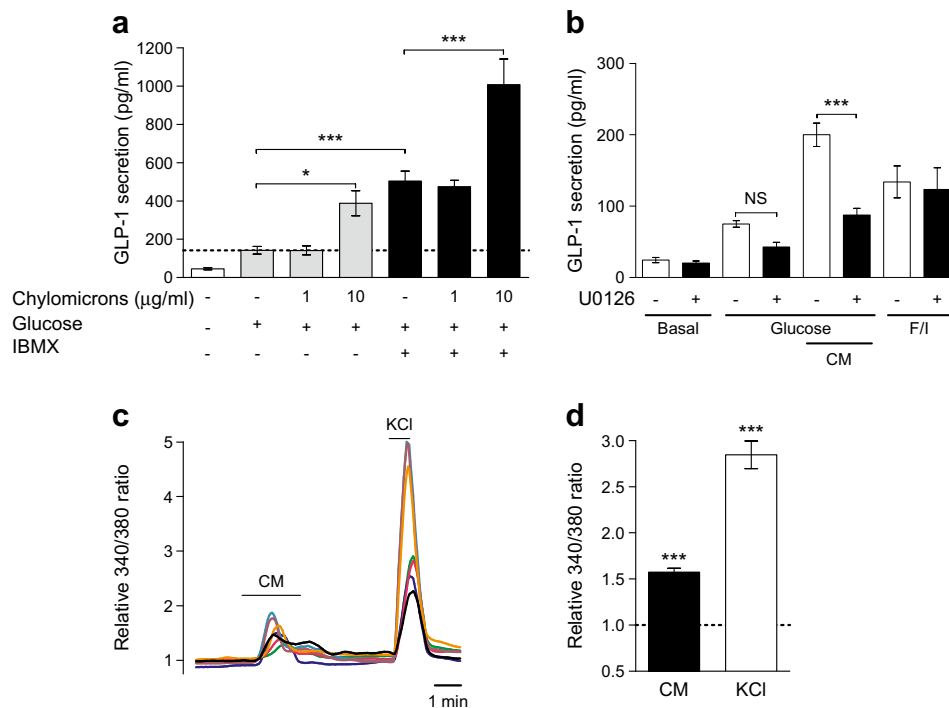 a
GLP-1 secretion (pg/ml)
1200
1000
800
600
400
200
0
***
***
*
Chylomicrons (µg/ml) - - 1 10 - 1 10
Glucose - + + + + + +
IBMX - - - - + + +
b
GLP-1 secretion (pg/ml)
300
200
100
0
NS
***
U0126 - + - + - + - +
Basal Glucose F/I
CM
c
Relative 340/380 ratio
5
4
3
2
1
CM
KCl
1 min
d
Relative 340/380 ratio
3.0
2.5
2.0
1.5
1.0
0.5
***
***
CM KCl